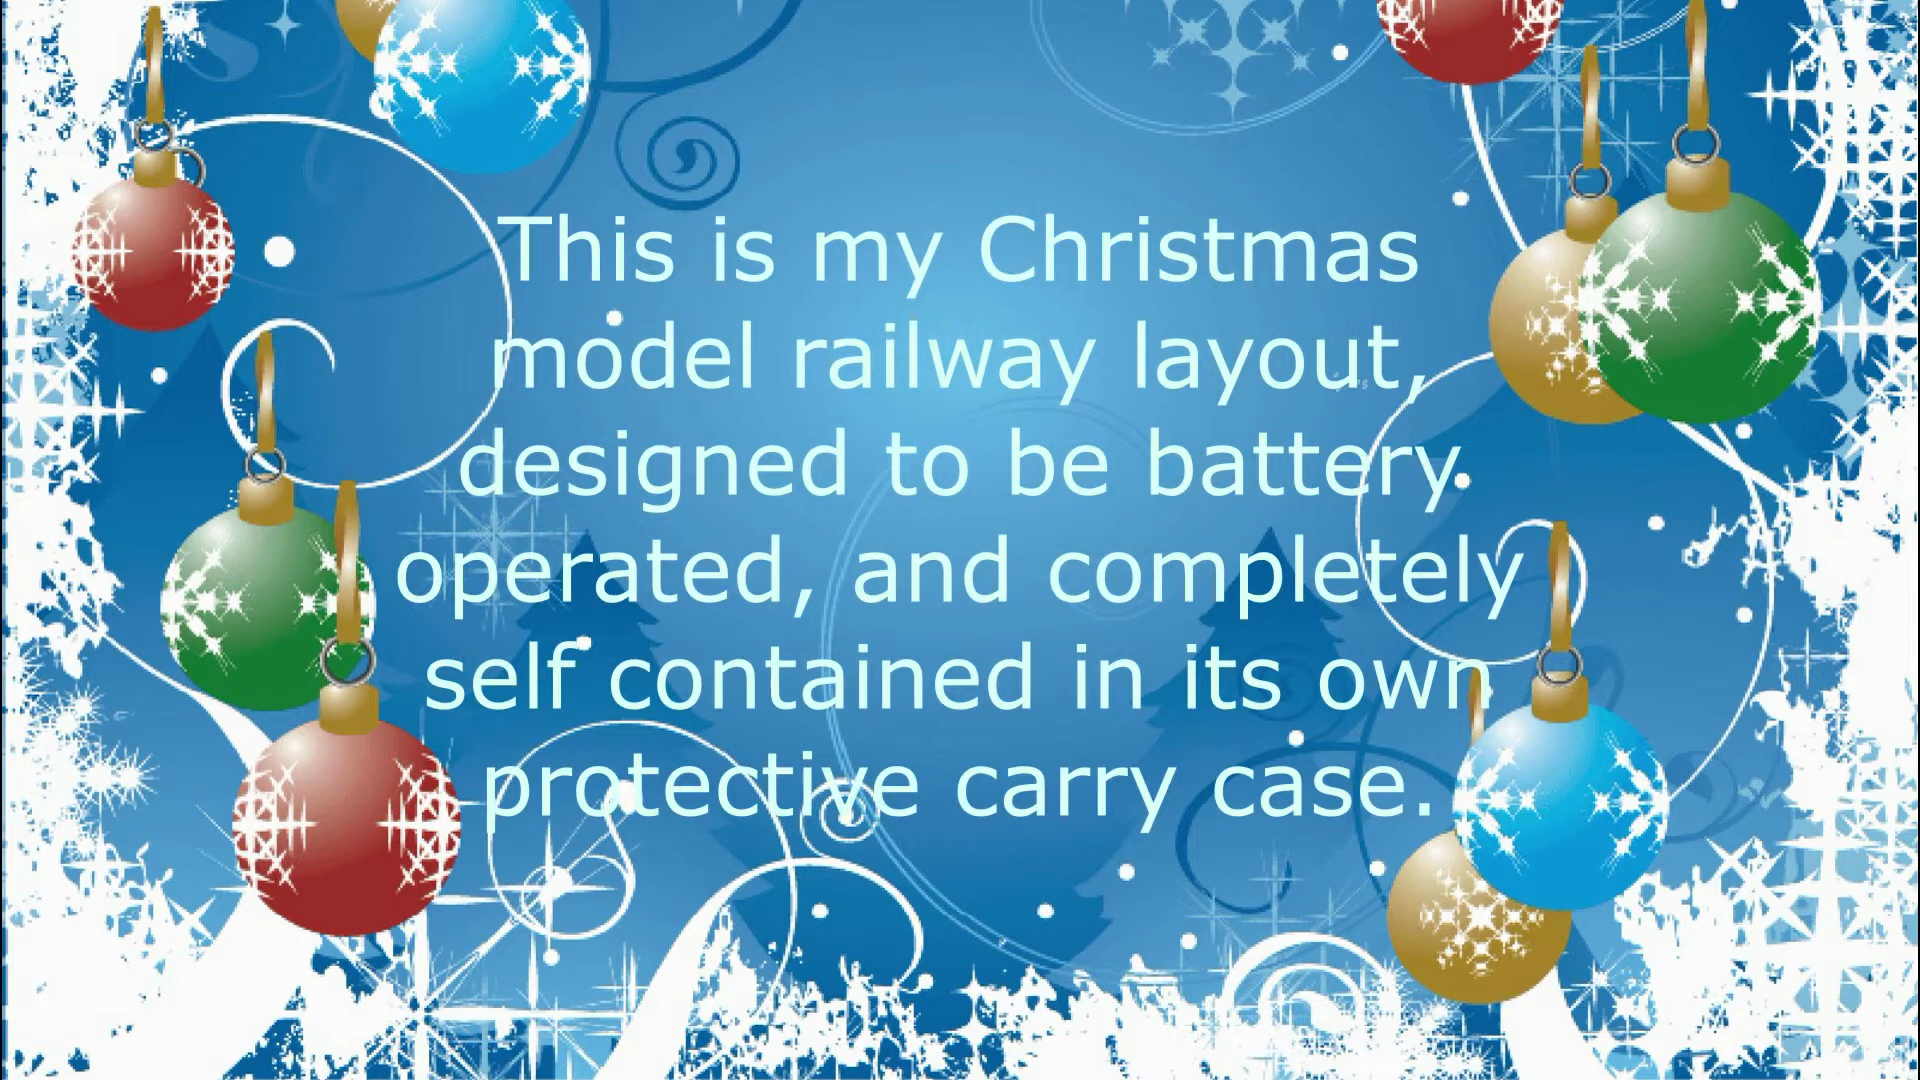 This is my Christmas
model railway layout,
designed to be battery
operated, and completely
self contained in its own
protective carry case.